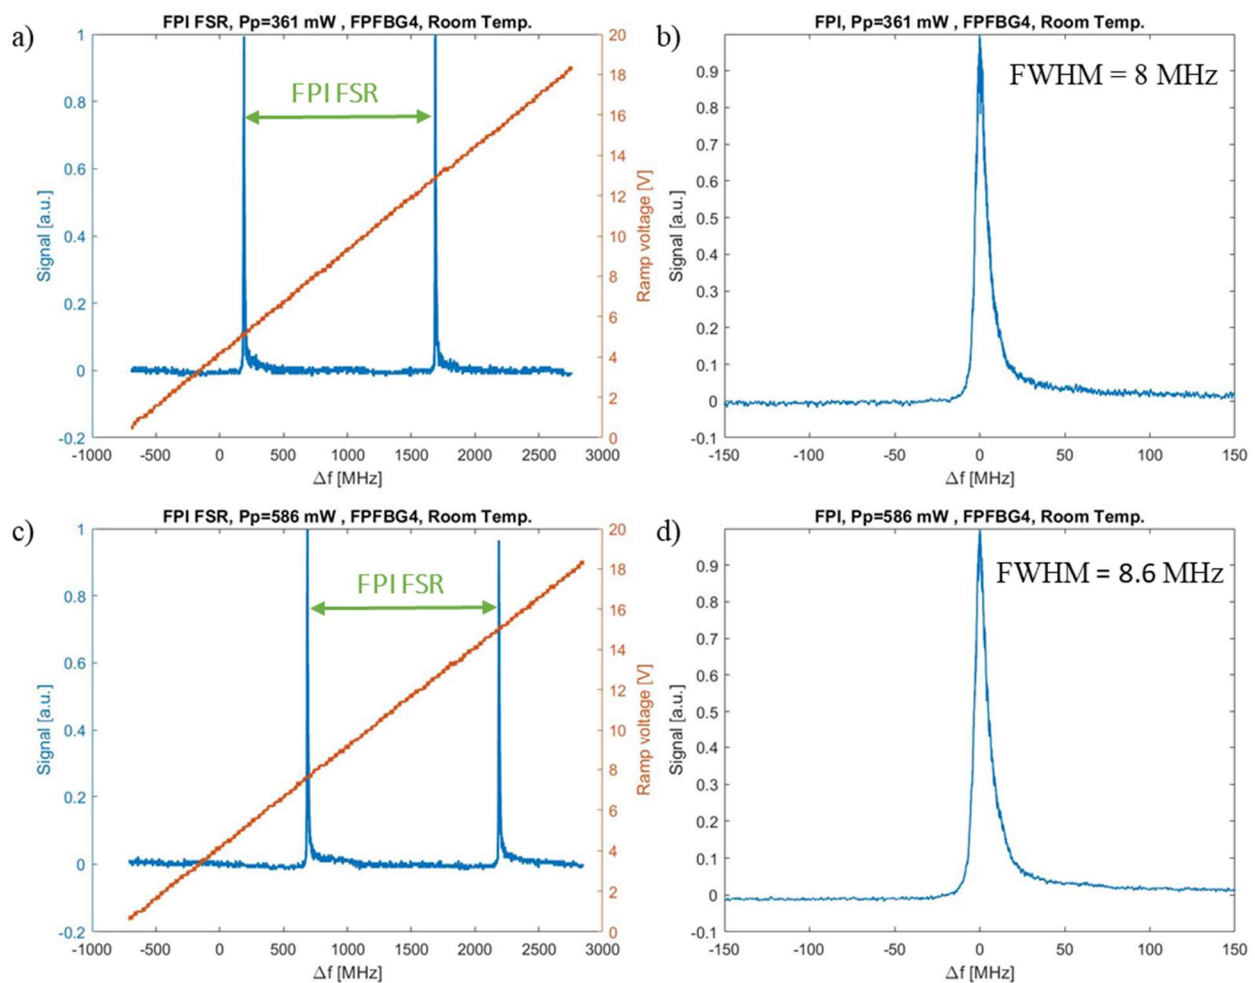 a)
FPI FSR, Pp=361 mW , FPFBG4, Room Temp.
FPI FSR
Signal [a.u.]
1
0.8
0.6
0.4
0.2
0
-0.2
Ramp voltage [V]
20
18
16
14
12
10
8
6
4
2
0
-1000 -500 0 500 1000 1500 2000 2500 3000
Δf [MHz]
b)
FPI, Pp=361 mW , FPFBG4, Room Temp.
FWHM = 8 MHz
Signal [a.u.]
0.9
0.8
0.7
0.6
0.5
0.4
0.3
0.2
0.1
0
-0.1
-150 -100 -50 0 50 100 150
Δf [MHz]
c)
FPI FSR, Pp=586 mW , FPFBG4, Room Temp.
FPI FSR
Signal [a.u.]
1
0.8
0.6
0.4
0.2
0
-0.2
Ramp voltage [V]
20
18
16
14
12
10
8
6
4
2
0
-1000 -500 0 500 1000 1500 2000 2500 3000
Δf [MHz]
d)
FPI, Pp=586 mW , FPFBG4, Room Temp.
FWHM = 8.6 MHz
Signal [a.u.]
0.9
0.8
0.7
0.6
0.5
0.4
0.3
0.2
0.1
0
-0.1
-150 -100 -50 0 50 100 150
Δf [MHz]